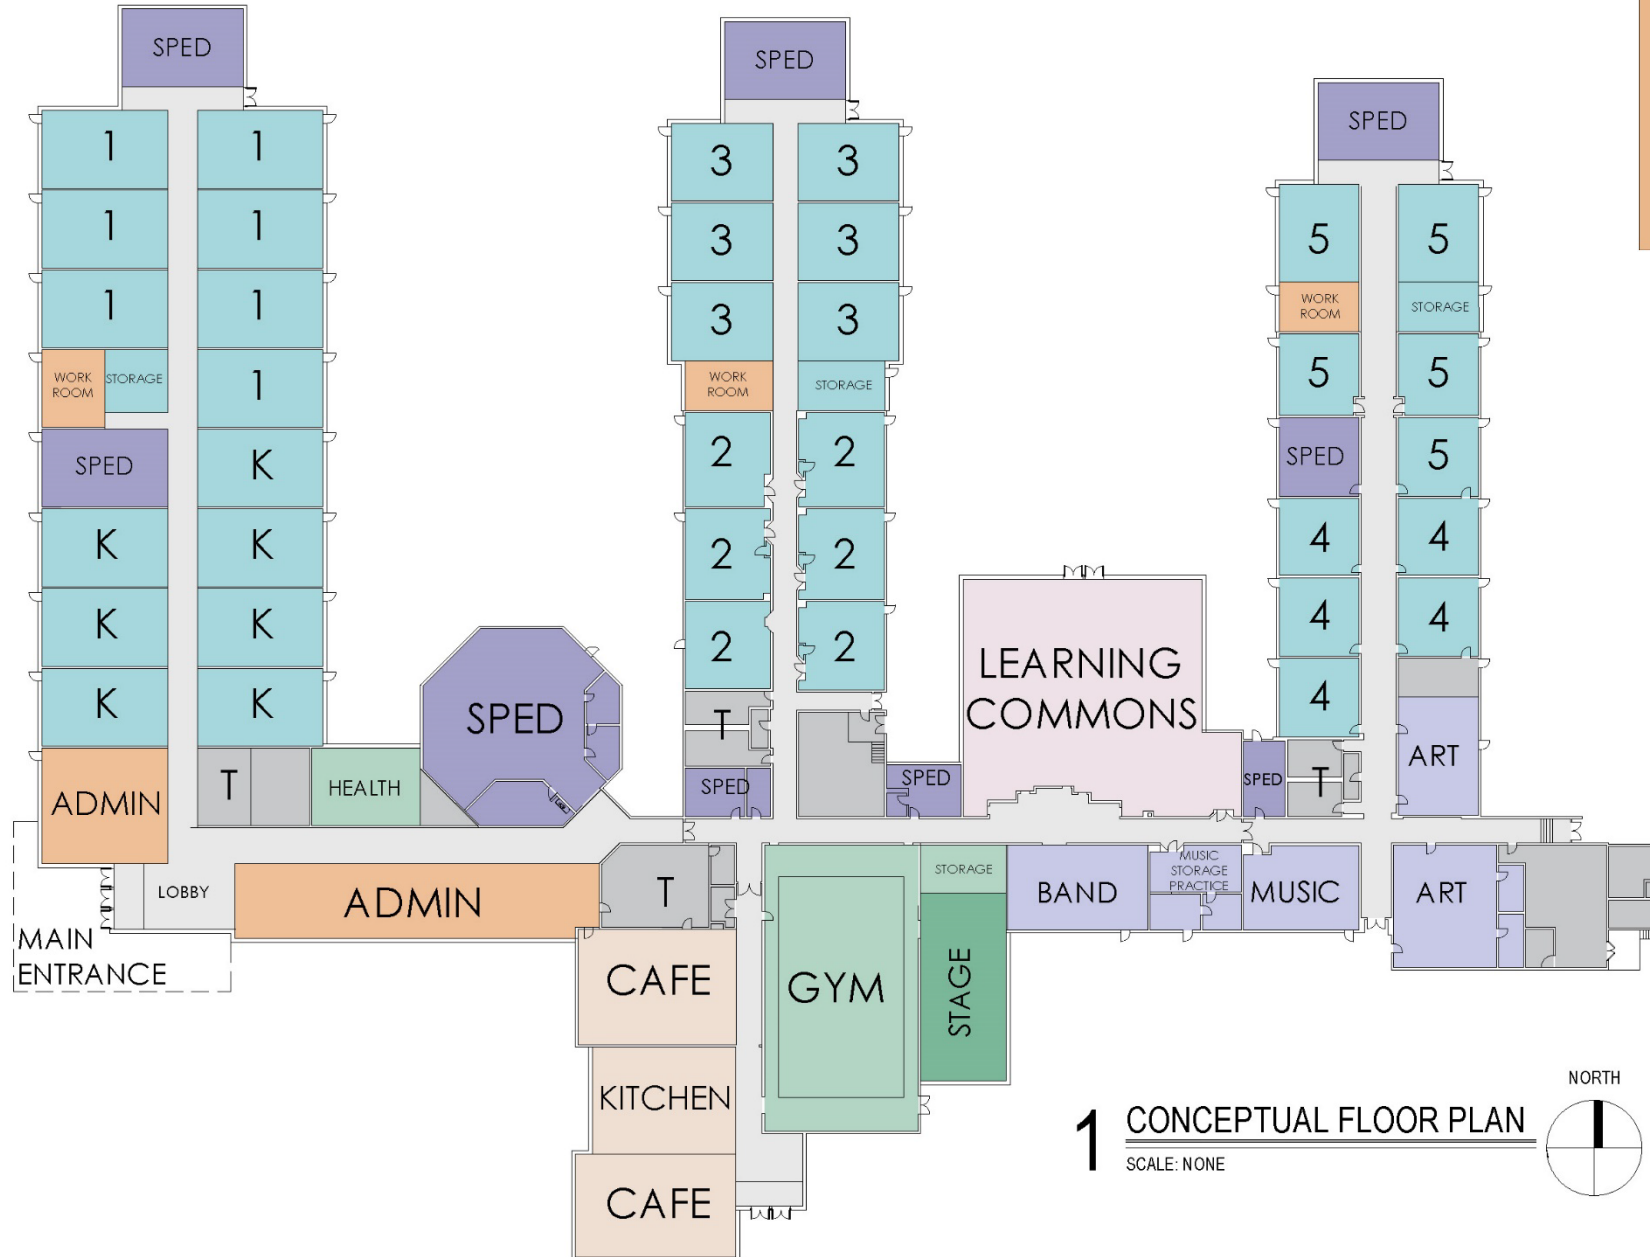 SPED
1
1
1
1
1
1
WORK
ROOM
STORAGE
1
SPED
K
K
K
K
K
K
K
ADMIN
T
HEALTH
SPED
LOBBY
ADMIN
MAIN
ENTRANCE
SPED
3
3
3
3
3
3
WORK
ROOM
STORAGE
2
2
2
2
2
2
T
SPED
SPED
LEARNING
COMMONS
SPED
T
SPED
5
5
WORK
ROOM
STORAGE
5
5
SPED
5
4
4
4
4
4
ART
T
CAFE
KITCHEN
CAFE
GYM
STORAGE
STAGE
BAND
MUSIC
STORAGE
PRACTICE
MUSIC
ART
1
CONCEPTUAL FLOOR PLAN
SCALE: NONE
NORTH